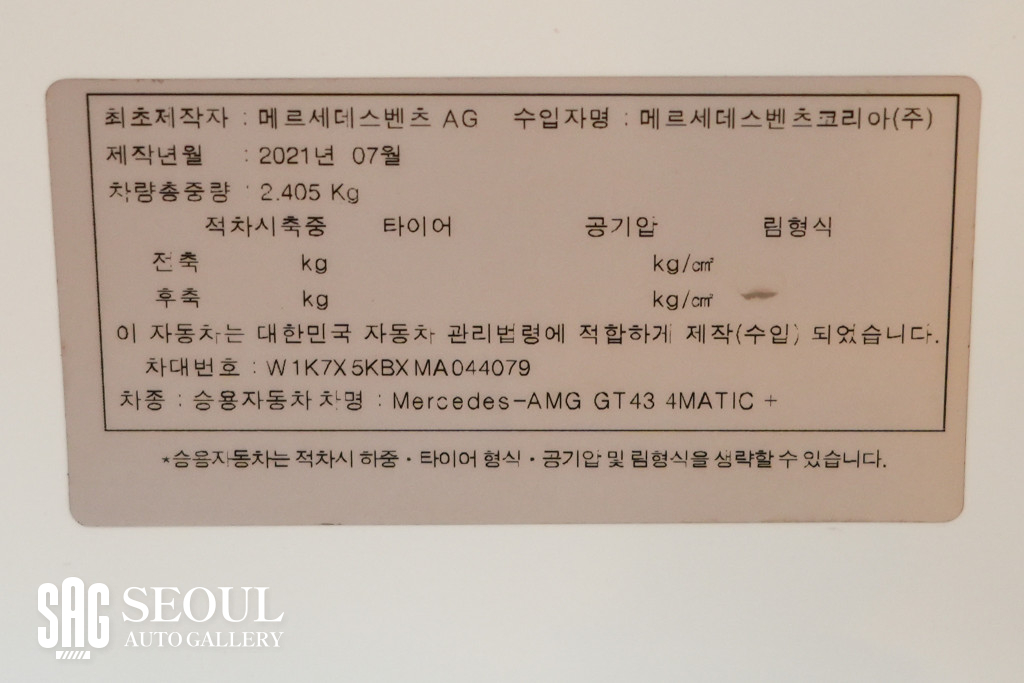 최초제작자 : 메르세데스벤츠 AG 수입자명 : 메르세데스벤츠코리아(주)
제작년월 : 2021년 07월
차량총중량 : 2.405 Kg
적차시축중 타이어 공기압 림형식
전축 kg kg/㎠
후축 kg kg/㎠
이 자동차는 대한민국 자동차 관리법령에 적합하게 제작(수입) 되었습니다.
차대번호 : W1K7X5KBXMA044079
차종 : 승용자동차 차명 : Mercedes-AMG GT43 4MATIC +
*승용자동차는 적차시 하중・타이어 형식・공기압 및 림형식을 생략할 수 있습니다.
SAG SEOUL
AUTO GALLERY